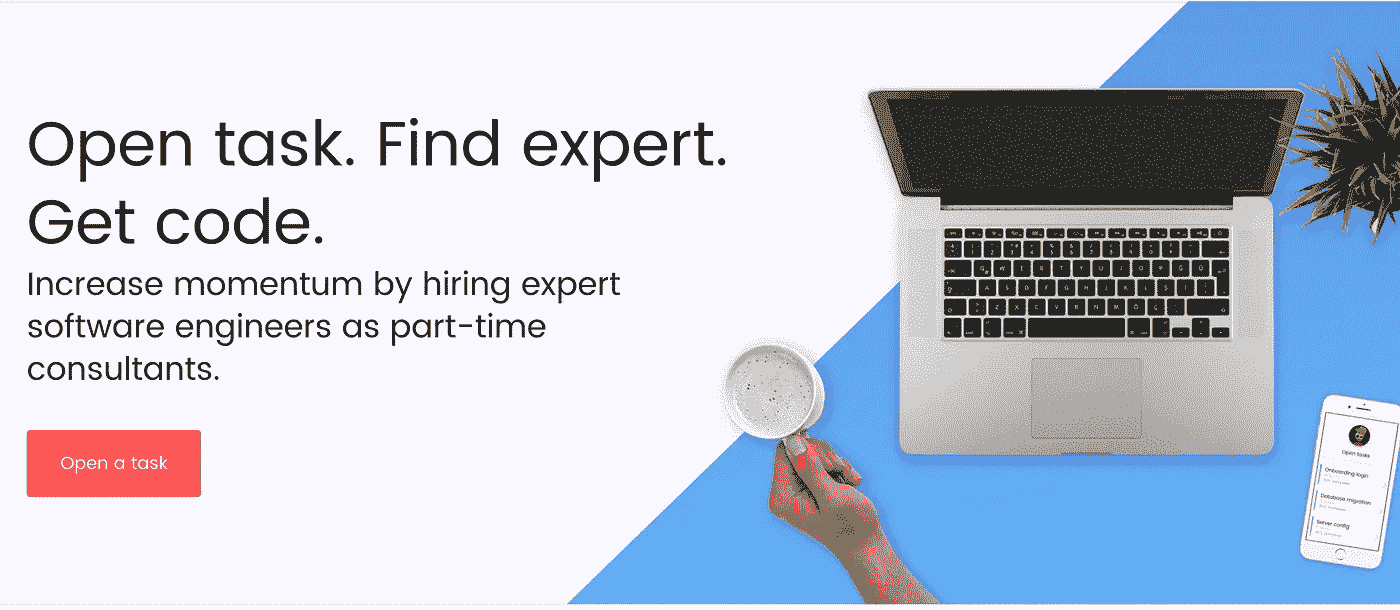 Open task. Find expert.
Get code.
Increase momentum by hiring expert
software engineers as part-time
consultants.
Open a task
Open tasks
Onboarding login
Database migration
Server config